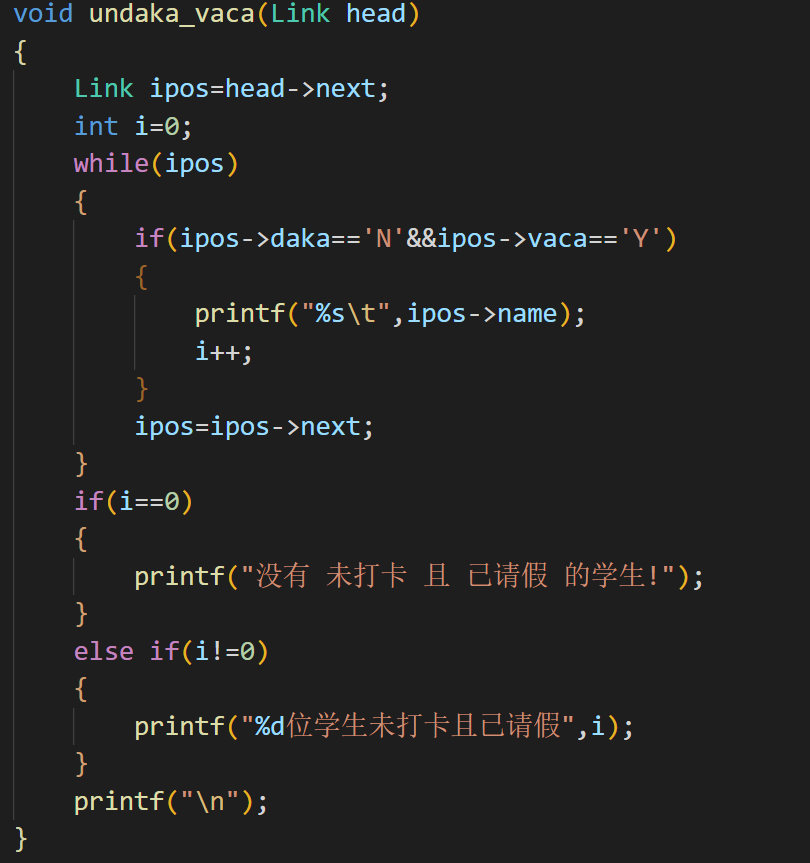 void undaka_vaca(Link head)
{
    Link ipos=head->next;
    int i=0;
    while(ipos)
    {
        if(ipos->daka=='N'&&ipos->vaca=='Y')
        {
            printf("%s\t",ipos->name);
            i++;
        }
        ipos=ipos->next;
    }
    if(i==0)
    {
        printf("没有 未打卡 且 已请假 的学生!");
    }
    else if(i!=0)
    {
        printf("%d位学生未打卡且已请假",i);
    }
    printf("\n");
}